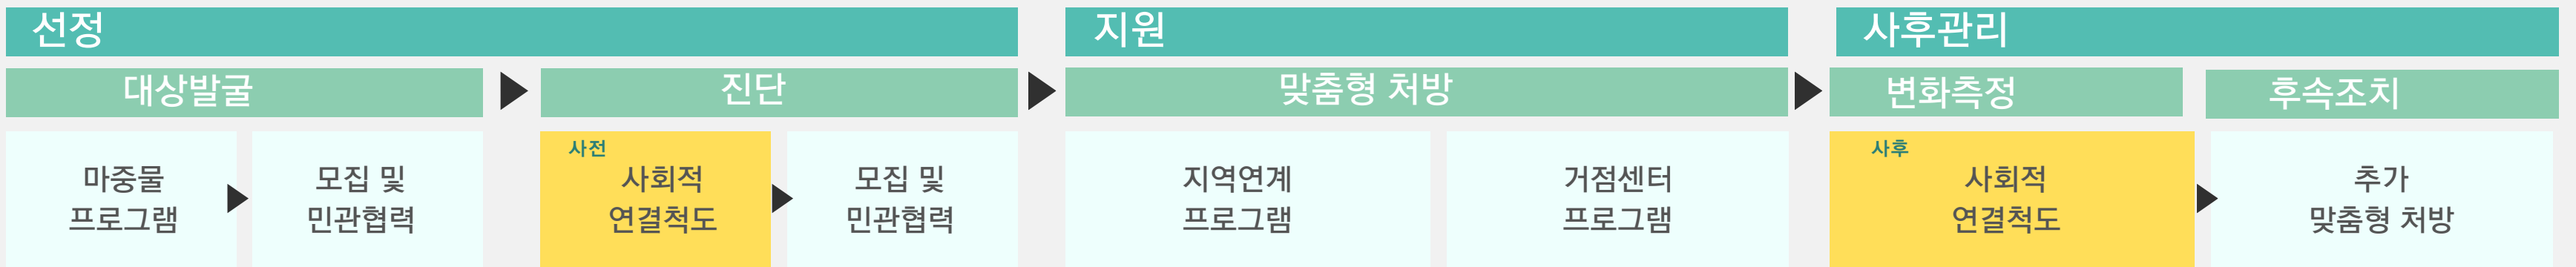 선정
지원
사후관리
대상발굴
진단
맞춤형 처방
변화측정
후속조치
마중물
프로그램
모집 및
민관협력
사전
사회적
연결척도
모집 및
민관협력
지역연계
프로그램
거점센터
프로그램
사후
사회적
연결척도
추가
맞춤형 처방